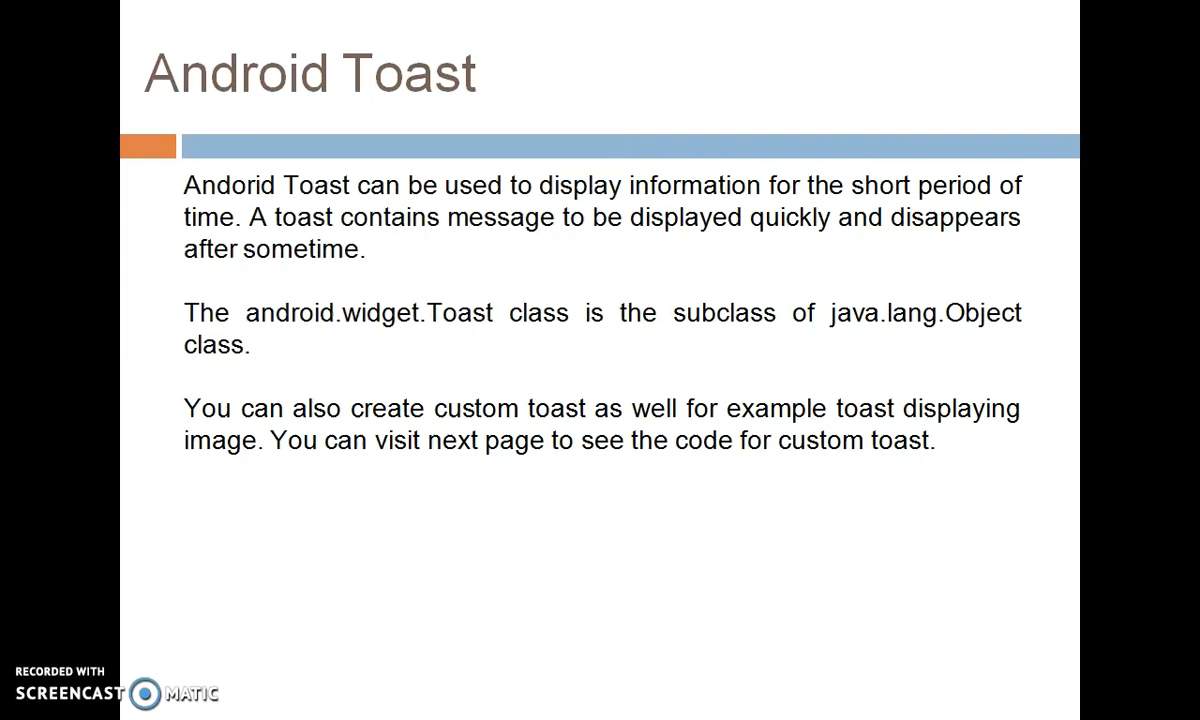 Android Toast
Andorid Toast can be used to display information for the short period of
time. A toast contains message to be displayed quickly and disappears
after sometime.
The android.widget.Toast class is the subclass of java.lang.Object
class.
You can also create custom toast as well for example toast displaying
image. You can visit next page to see the code for custom toast.
RECORDED WITH
SCREENCAST MATIC